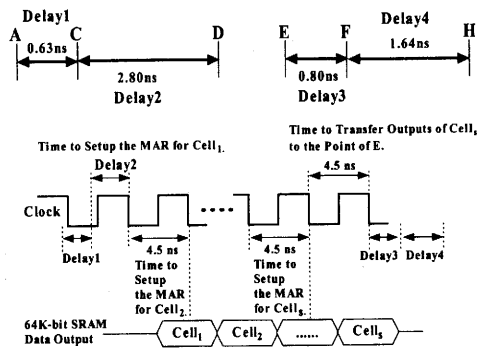 Delay1
Delay4
A C D E F H
0.63ns
1.64ns
2.80ns
0.80ns
Delay2
Delay3
Time to Transfer Outputs of Cells
to the Point of E.
Time to Setup the MAR for Cell1.
Delay2
4.5 ns
Clock
4.5 ns
4.5 ns
Delay1
Delay3 Delay4
Time to
Setup
the MAR
for Cell2.
Time to
Setup
the MAR
for Cells.
64K-bit SRAM
Data Output
Cell1 Cell2 ...... Cells